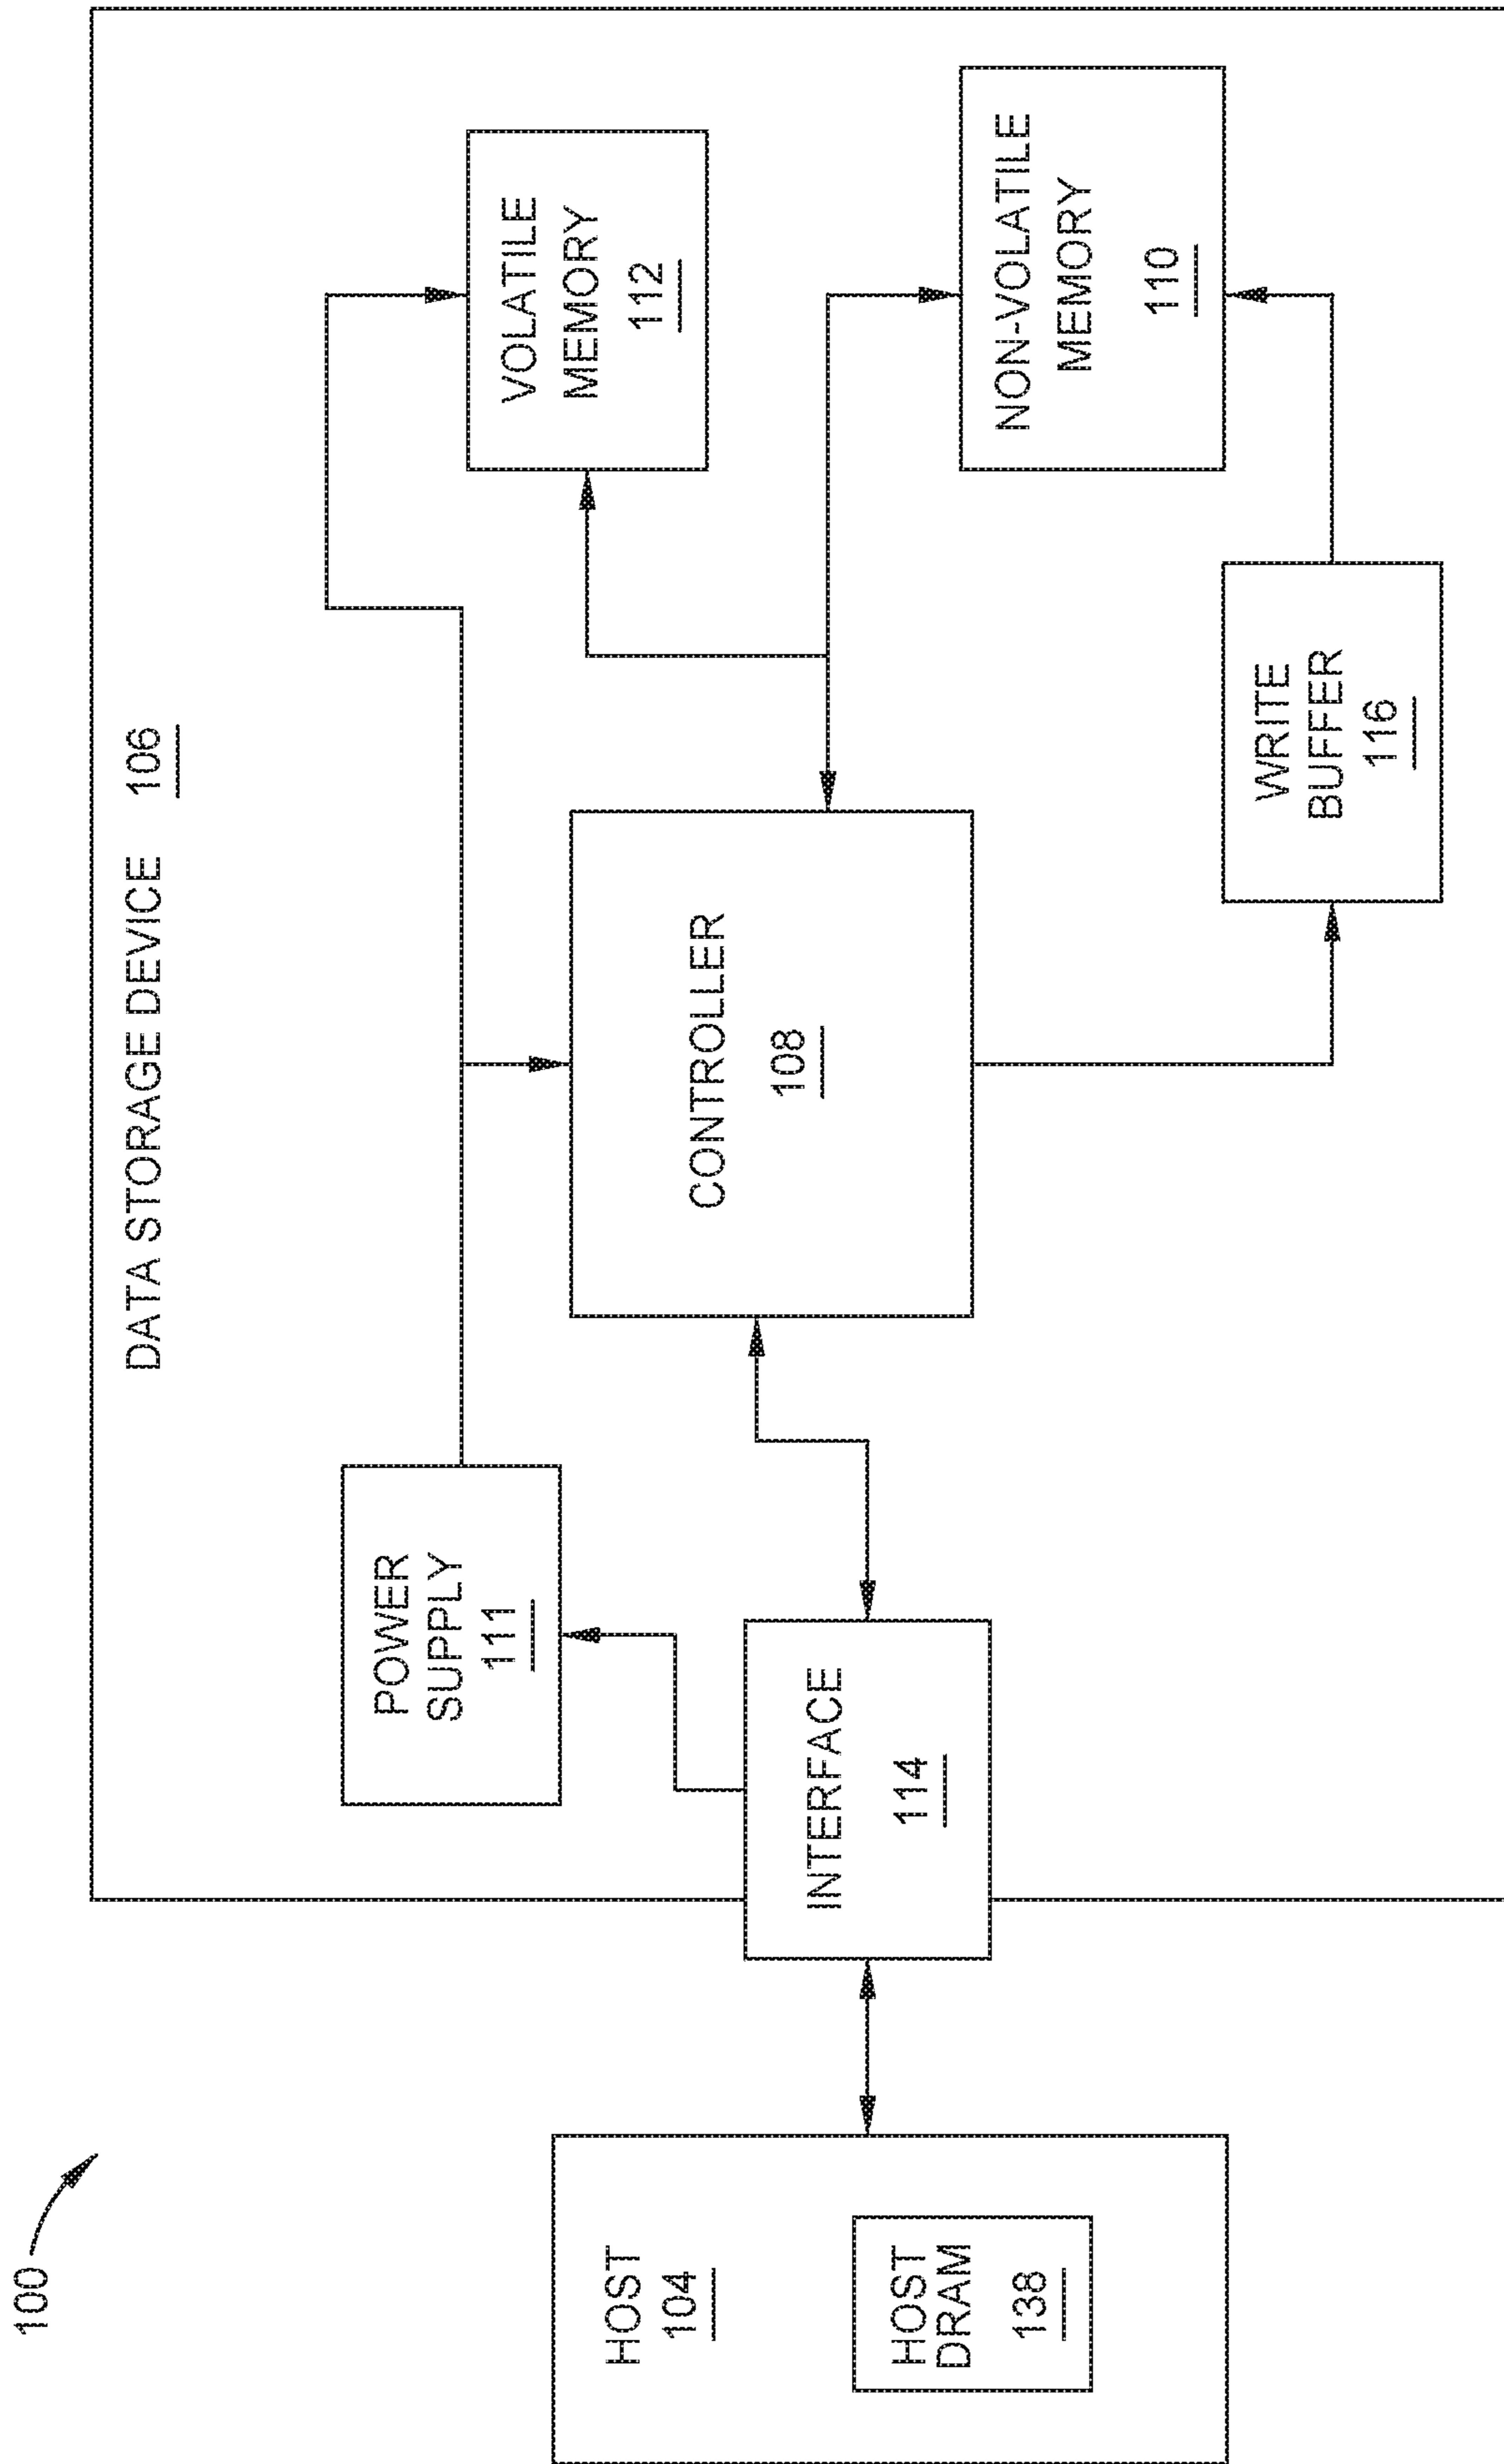 100
DATA STORAGE DEVICE 106
HOST
104
HOST
DRAM
138
INTERFACE
114
POWER
SUPPLY
111
CONTROLLER
108
VOLATILE
MEMORY
112
WRITE
BUFFER
116
NON-VOLATILE
MEMORY
110